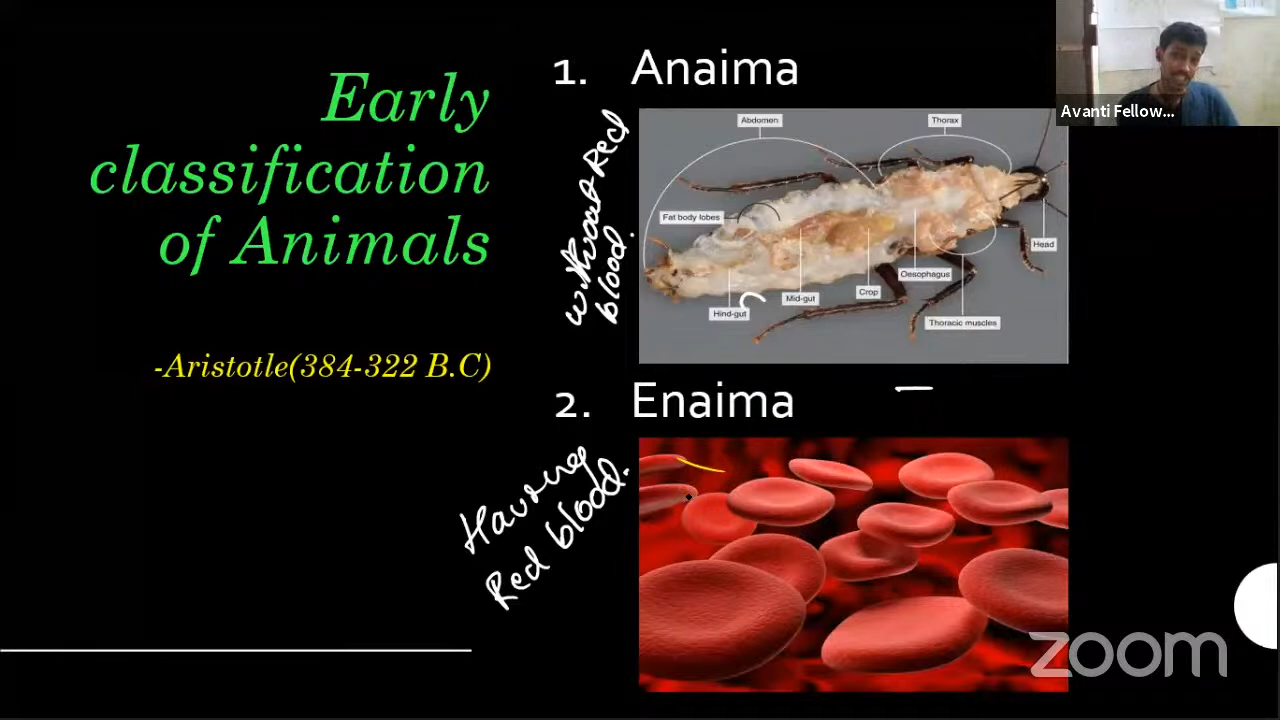 Early
classification
of Animals
-Aristotle(384-322 B.C)
1. Anaima
without Red
blood.
Abdomen
Thorax
Fat body lobes
Head
Oesophagus
Crop
Mid-gut
Hind-gut
Thoracic muscles
2. Enaima
Having
Red blood.
Avanti Fellow...
zoom